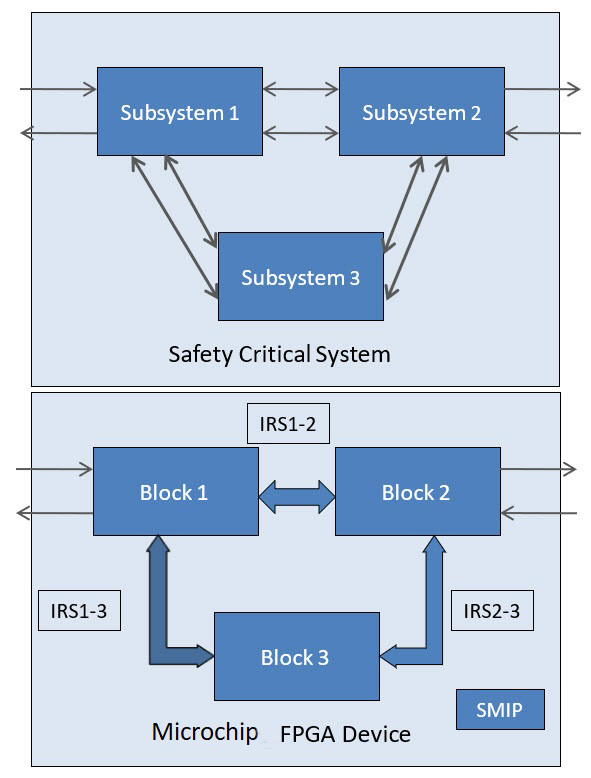 Subsystem 1
Subsystem 2
Subsystem 3
Safety Critical System
IRS1-2
Block 1
Block 2
IRS1-3
IRS2-3
Block 3
SMIP
Microchip FPGA Device